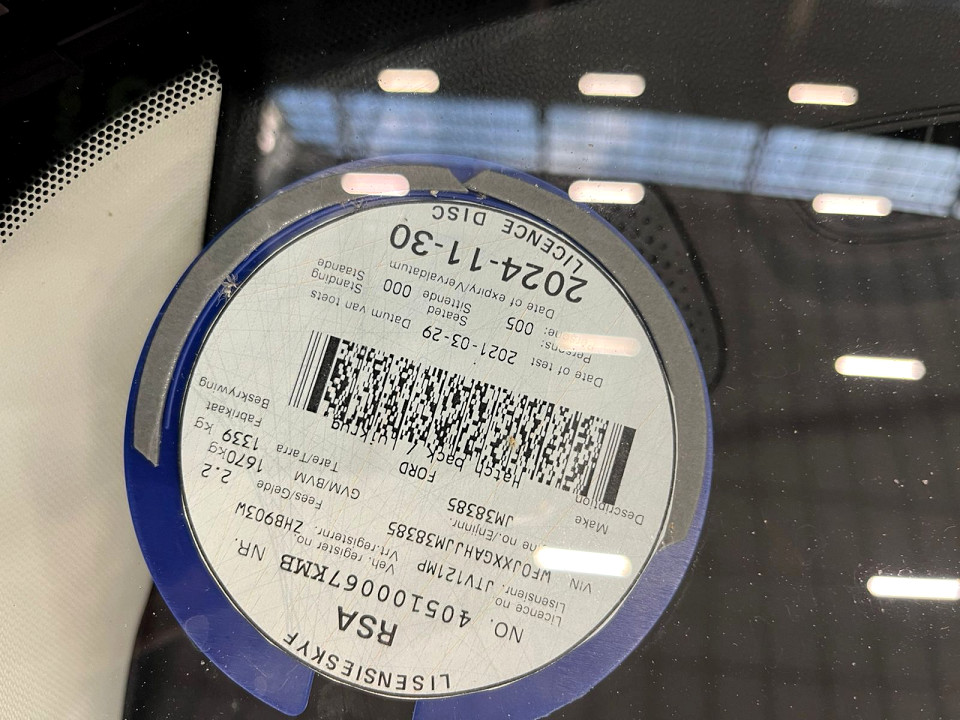 LISENSIESKYF
RSA
NO. 405100067KMB NR.
Licence no
Lisensienr. JTV121MP
Veh. register no.
Vrt.registernr. ZHB903W
VIN WF0JXXGAHJJM38385
Fees/Gelde 2.2
JM38385
GVM/BVM 1670kg
Make FORD
Tare/Tarra 1339 kg
Fabrikaat
Description Hatch back /
Beskrywing
Date of test 2021-03-29 Datum van toets
Persons: 005 Seated 000 Standing
Sittende Staande
Date of expiry/Vervaldatum
2024-11-30
LICENCE DISC